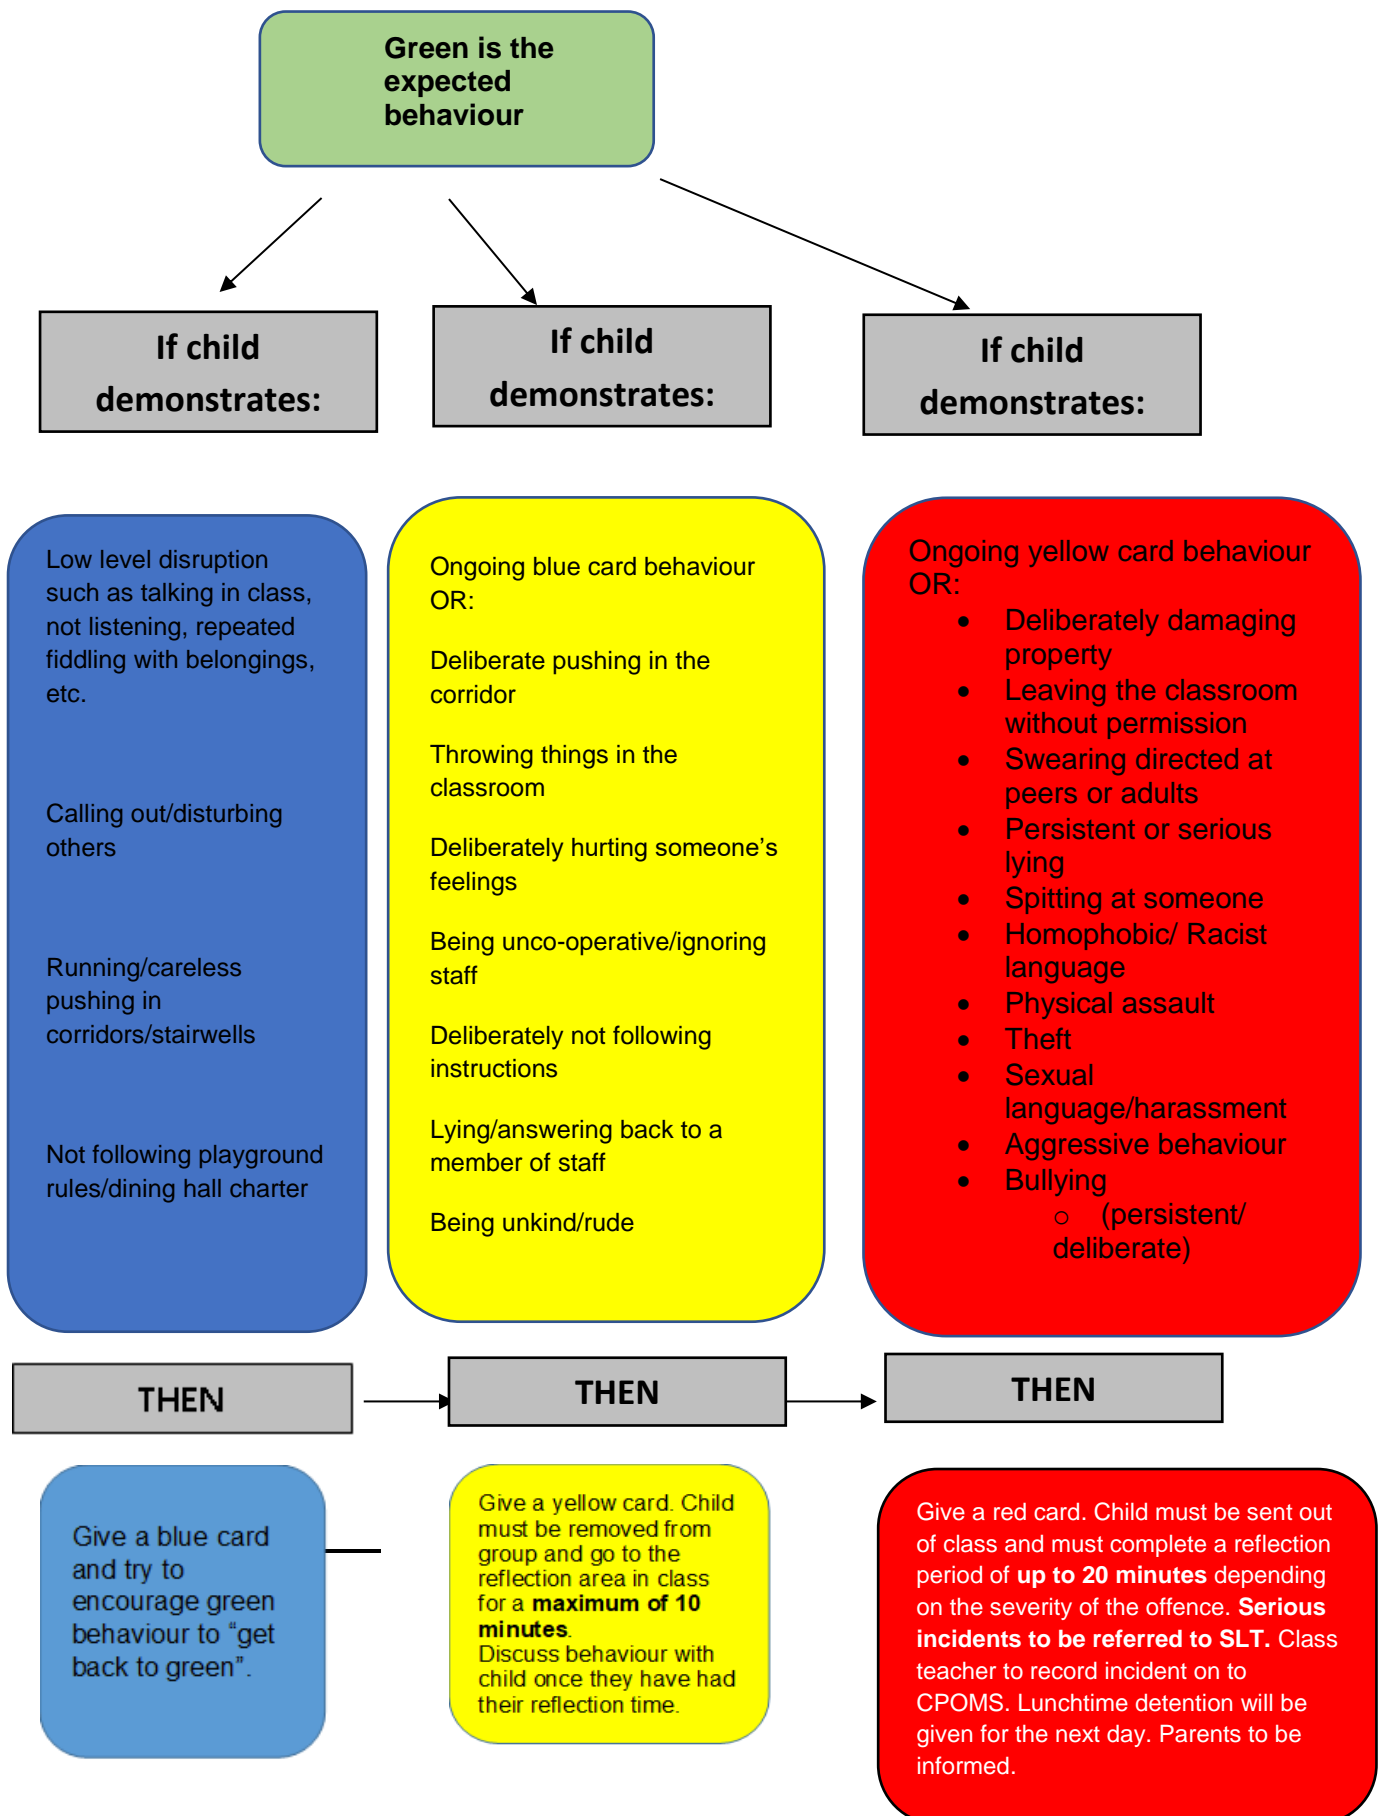 Green is the
expected
behaviour
If child
demonstrates:
If child
demonstrates:
If child
demonstrates:
Low level disruption
such as talking in class,
not listening, repeated
fiddling with belongings,
etc.
Calling out/disturbing
others
Running/careless
pushing in
corridors/stairwells
Not following playground
rules/dining hall charter
Ongoing blue card behaviour
OR:
Deliberate pushing in the
corridor
Throwing things in the
classroom
Deliberately hurting someone’s
feelings
Being unco-operative/ignoring
staff
Deliberately not following
instructions
Lying/answering back to a
member of staff
Being unkind/rude
Ongoing yellow card behaviour
OR:
• Deliberately damaging
property
• Leaving the classroom
without permission
• Swearing directed at
peers or adults
• Persistent or serious
lying
• Spitting at someone
• Homophobic/ Racist
language
• Physical assault
• Theft
• Sexual
language/harassment
• Aggressive behaviour
• Bullying
o (persistent/
deliberate)
THEN
THEN
THEN
Give a blue card
and try to
encourage green
behaviour to “get
back to green”.
Give a yellow card. Child
must be removed from
group and go to the
reflection area in class
for a maximum of 10
minutes.
Discuss behaviour with
child once they have had
their reflection time.
Give a red card. Child must be sent out
of class and must complete a reflection
period of up to 20 minutes depending
on the severity of the offence. Serious
incidents to be referred to SLT. Class
teacher to record incident on to
CPOMS. Lunchtime detention will be
given for the next day. Parents to be
informed.